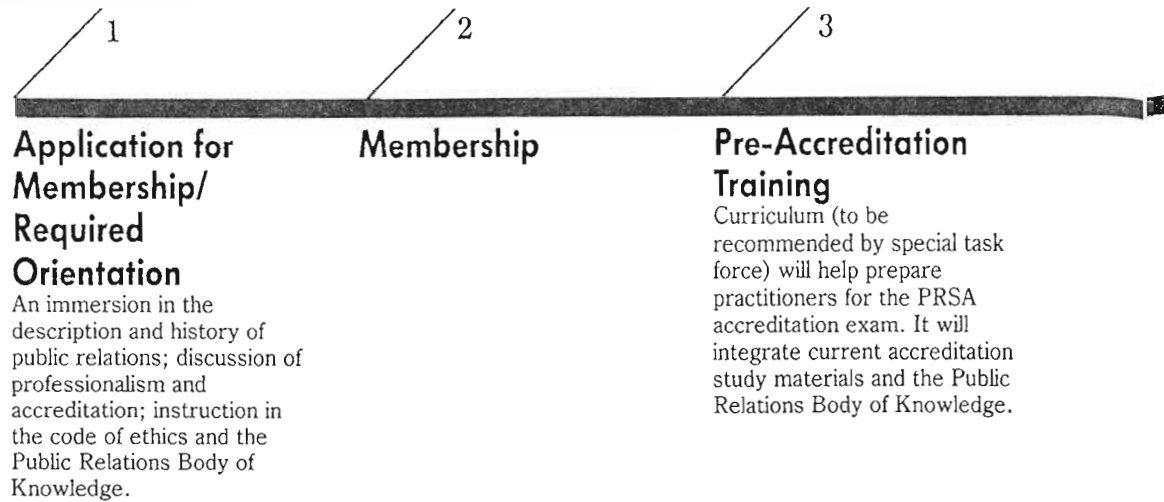 1
2
3
Application for
Membership/
Required
Orientation
An immersion in the
description and history of
public relations; discussion of
professionalism and
accreditation; instruction in
the code of ethics and the
Public Relations Body of
Knowledge.
Membership
Pre-Accreditation
Training
Curriculum (to be
recommended by special task
force) will help prepare
practitioners for the PRSA
accreditation exam. It will
integrate current accreditation
study materials and the Public
Relations Body of Knowledge.